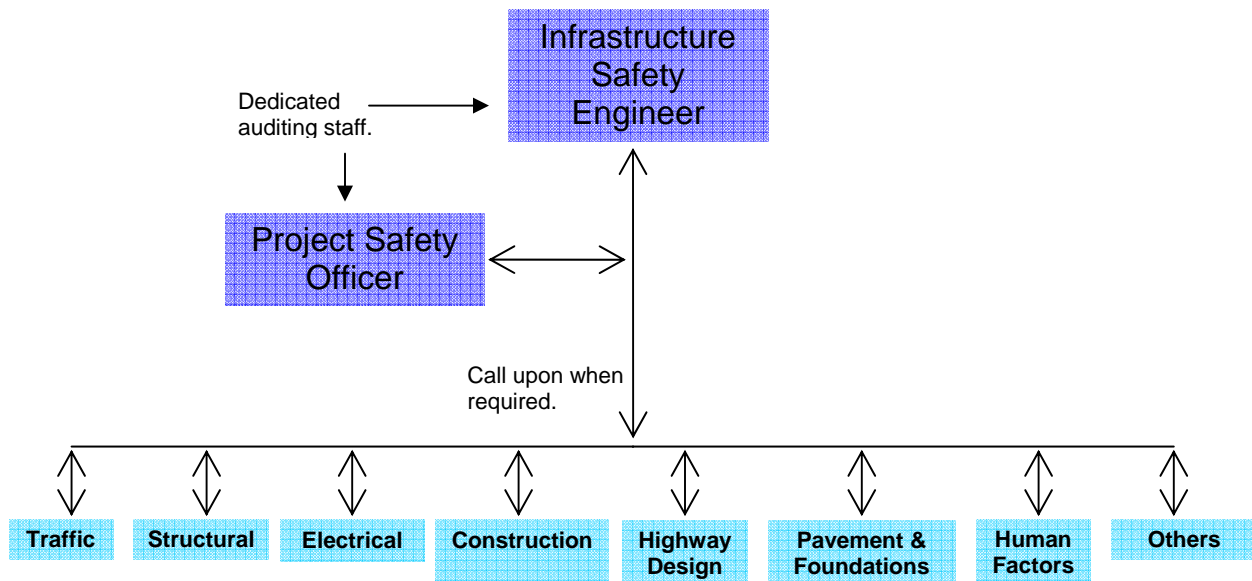 Infrastructure
Safety
Engineer
Dedicated
auditing staff.
Project Safety
Officer
Call upon when
required.
Traffic
Structural
Electrical
Construction
Highway
Design
Pavement &
Foundations
Human
Factors
Others